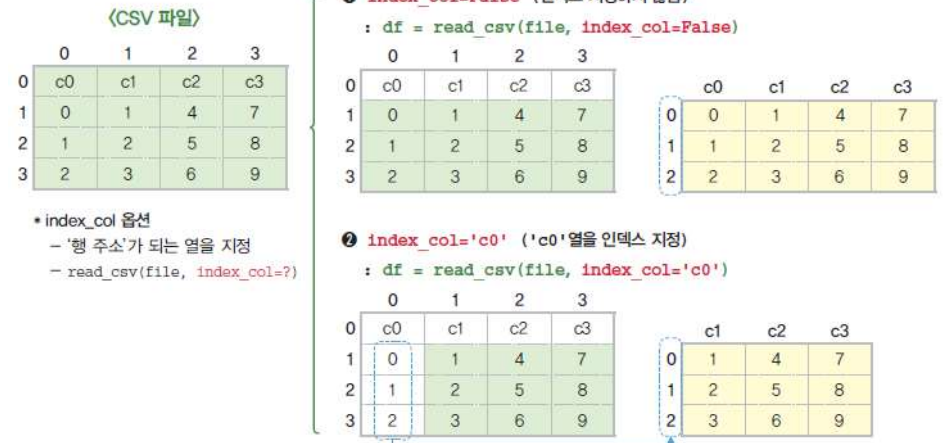 〈CSV 파일〉
0 1 2 3
0 c0 c1 c2 c3
1 0 1 4 7
2 1 2 5 8
3 2 3 6 9
* index_col 옵션
- '행 주소'가 되는 열을 지정
- read_csv(file, index_col=?)
: df = read_csv(file, index_col=False)
0 1 2 3
0 c0 c1 c2 c3
1 0 1 4 7
2 1 2 5 8
3 2 3 6 9
c0 c1 c2 c3
0 0 1 4 7
1 1 2 5 8
2 2 3 6 9
❷ index_col='c0' ('c0'열을 인덱스 지정)
: df = read_csv(file, index_col='c0')
0 1 2 3
0 c0 c1 c2 c3
1 0 1 4 7
2 1 2 5 8
3 2 3 6 9
c1 c2 c3
0 1 4 7
1 2 5 8
2 3 6 9